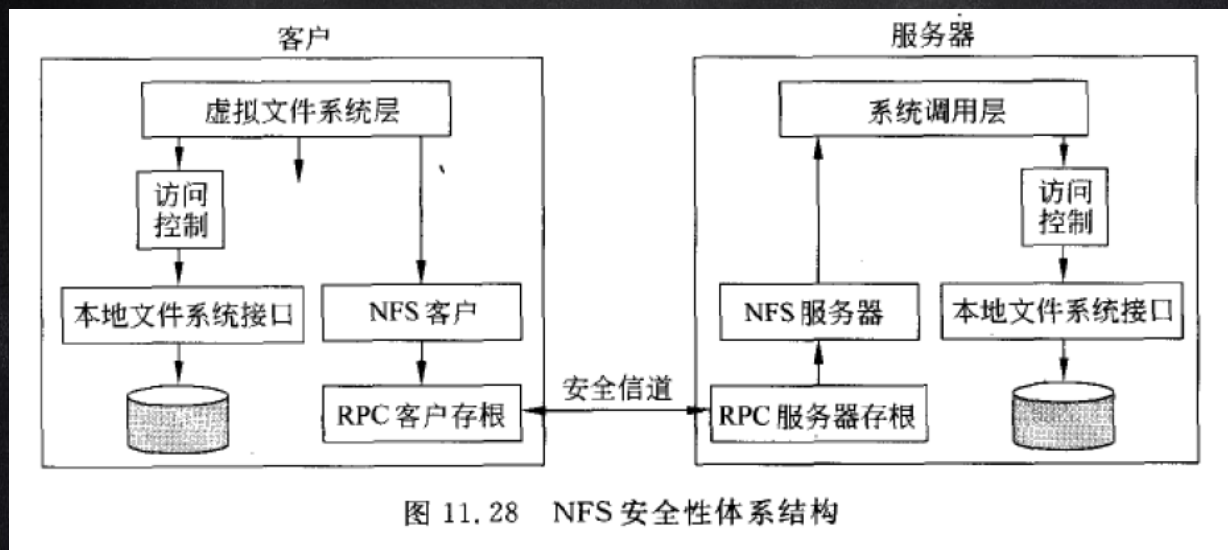 客户
服务器
虚拟文件系统层
系统调用层
访问
控制
访问
控制
本地文件系统接口
NFS 客户
NFS 服务器
本地文件系统接口
安全信道
RPC 客户存根
RPC 服务器存根
图 11.28 NFS 安全性体系结构